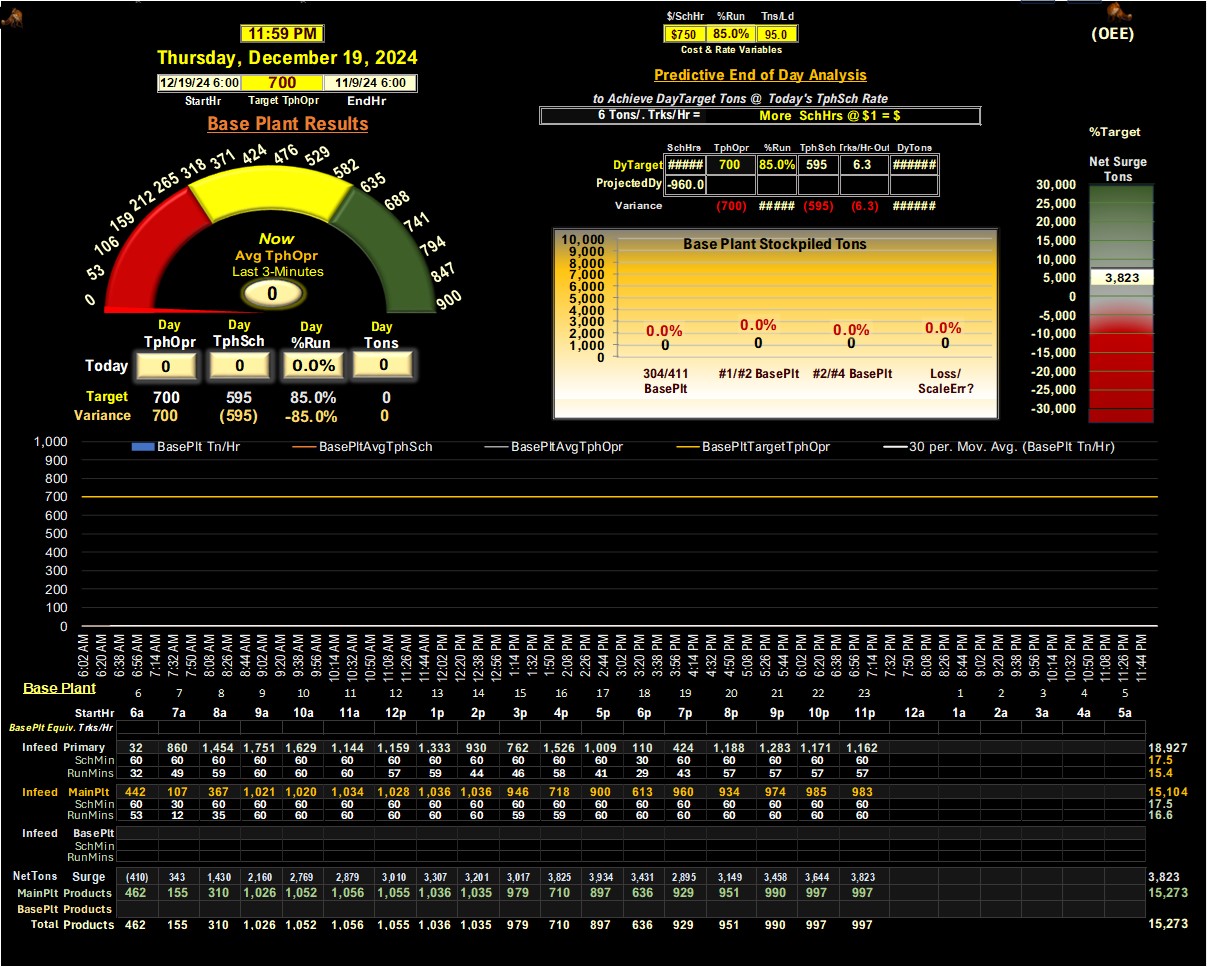 11:59 PM
Thursday, December 19, 2024
12/19/24 6:00 700 11/9/24 6:00
StartHr Target TphOpr EndHr
Base Plant Results
0 53 106 159 212 265 318 371 424 476 529 582 635 688 741 794 847 900
Now
Avg TphOpr
Last 3-Minutes
0
Day Day Day Day
TphOpr TphSch %Run Tons
Today 0 0 0.0% 0
Target 700 595 85.0% 0
Variance 700 (595) -85.0% 0
$/SchHr %Run Tns/Ld
$750 85.0% 95.0
Cost & Rate Variables
Predictive End of Day Analysis
to Achieve DayTarget Tons @ Today's TphSch Rate
6 Tons/. Trks/Hr = More SchHrs @ $1 = $
SchHrs TphOpr %Run TphSch Trks/Hr-Out DyTons
DyTarget ##### 700 85.0% 595 6.3 ######
ProjectedDy -960.0
Variance (700) ##### (595) (6.3) ######
Base Plant Stockpiled Tons
10,000
9,000
8,000
7,000
6,000
5,000
4,000
3,000
2,000
1,000
0
0.0% 0.0% 0.0% 0.0%
0 0 0 0
304/411 BasePlt #1/#2 BasePlt #2/#4 BasePlt Loss/ ScaleErr?
(OEE)
%Target
Net Surge
Tons
30,000
25,000
20,000
15,000
10,000
5,000
0
-5,000
-10,000
-15,000
-20,000
-25,000
-30,000
3,823
BasePlt Tn/Hr BasePltAvgTphSch BasePltAvgTphOpr BasePltTargetTphOpr 30 per. Mov. Avg. (BasePlt Tn/Hr)
1,000
900
800
700
600
500
400
300
200
100
0
6:02 AM 6:20 AM 6:38 AM 6:56 AM 7:14 AM 7:32 AM 7:50 AM 8:08 AM 8:26 AM 8:44 AM 9:02 AM 9:20 AM 9:38 AM 9:56 AM 10:14 AM 10:32 AM 10:50 AM 11:08 AM 11:26 AM 11:44 AM 12:02 PM 12:20 PM 12:38 PM 12:56 PM 1:14 PM 1:32 PM 1:50 PM 2:08 PM 2:26 PM 2:44 PM 3:02 PM 3:20 PM 3:38 PM 3:56 PM 4:14 PM 4:32 PM 4:50 PM 5:08 PM 5:26 PM 5:44 PM 6:02 PM 6:20 PM 6:38 PM 6:56 PM 7:14 PM 7:32 PM 7:50 PM 8:08 PM 8:26 PM 8:44 PM 9:02 PM 9:20 PM 9:38 PM 9:56 PM 10:14 PM 10:32 PM 10:50 PM 11:08 PM 11:26 PM 11:44 PM
Base Plant 6 7 8 9 10 11 12 13 14 15 16 17 18 19 20 21 22 23 1 2 3 4 5
StartHr 6a 7a 8a 9a 10a 11a 12p 1p 2p 3p 4p 5p 6p 7p 8p 9p 10p 11p 12a 1a 2a 3a 4a 5a
BasePlt Equiv. Trks/Hr
Infeed Primary 32 860 1,454 1,751 1,629 1,144 1,159 1,333 930 762 1,526 1,009 110 424 1,188 1,283 1,171 1,162 18,927
SchMin 60 60 60 60 60 60 60 60 60 60 60 60 30 60 60 60 60 60 17.5
RunMins 32 49 59 60 60 60 57 59 44 46 58 41 29 43 57 57 57 57 15.4
Infeed MainPlt 442 107 367 1,021 1,020 1,034 1,028 1,036 1,036 946 718 900 613 960 934 974 985 983 15,104
SchMin 60 30 60 60 60 60 60 60 60 60 60 60 60 60 60 60 60 60 17.5
RunMins 53 12 35 60 60 60 60 60 60 59 59 60 60 60 60 60 60 60 16.6
Infeed BasePlt
SchMin
RunMins
NetTons Surge (410) 343 1,430 2,160 2,769 2,879 3,010 3,307 3,201 3,017 3,825 3,934 3,431 2,895 3,149 3,458 3,644 3,823 3,823
MainPlt Products 462 155 310 1,026 1,052 1,056 1,055 1,036 1,035 979 710 897 636 929 951 990 997 997 15,273
BasePlt Products
Total Products 462 155 310 1,026 1,052 1,056 1,055 1,036 1,035 979 710 897 636 929 951 990 997 997 15,273